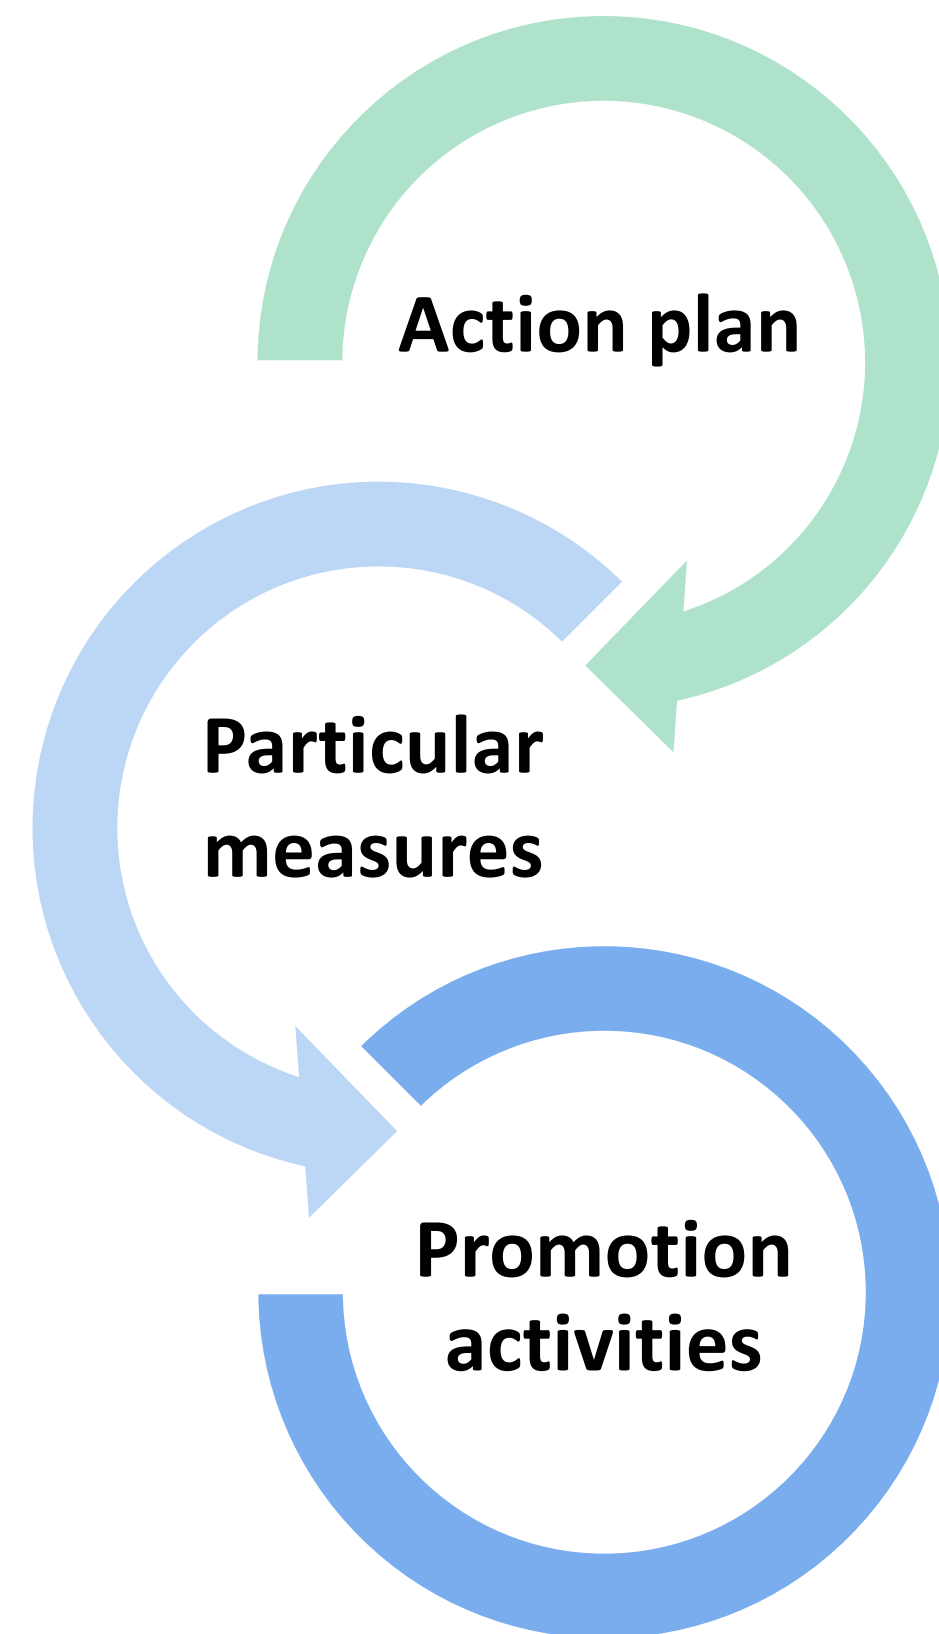 Action plan
Particular
measures
Promotion
activities